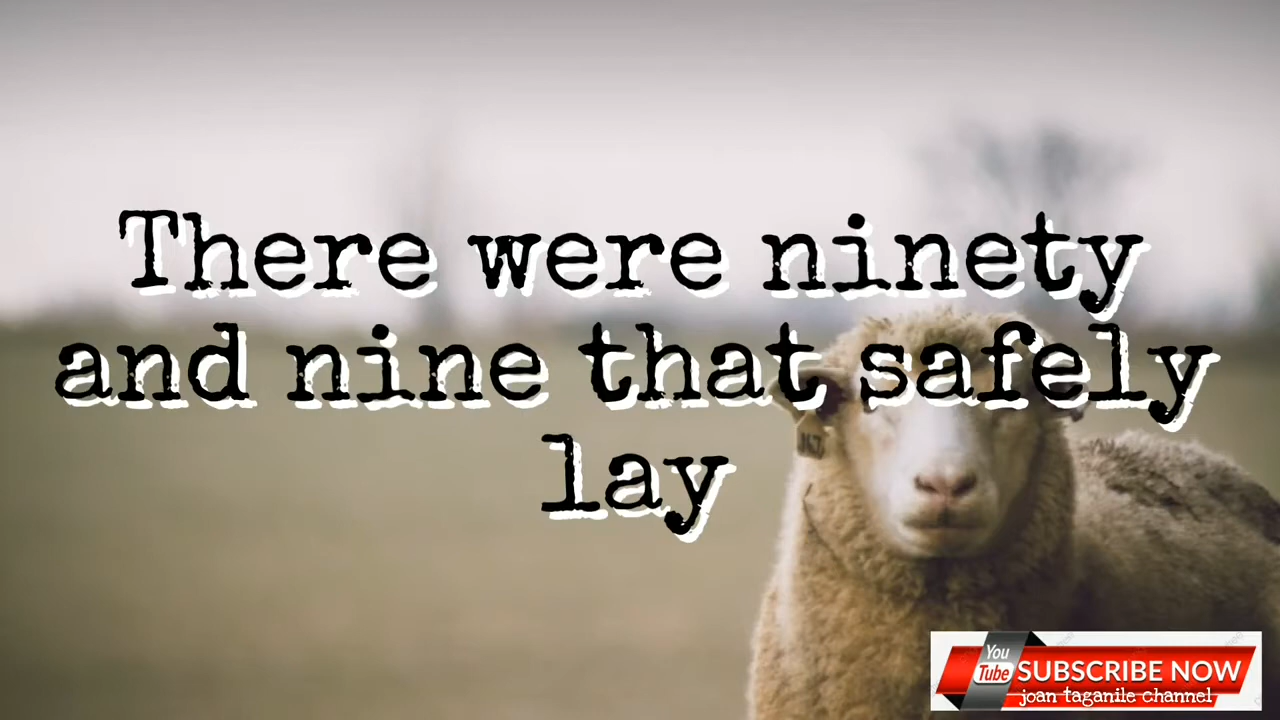 There were ninety
and nine that safely
lay
You
Tube
SUBSCRIBE NOW
joan taganile channel